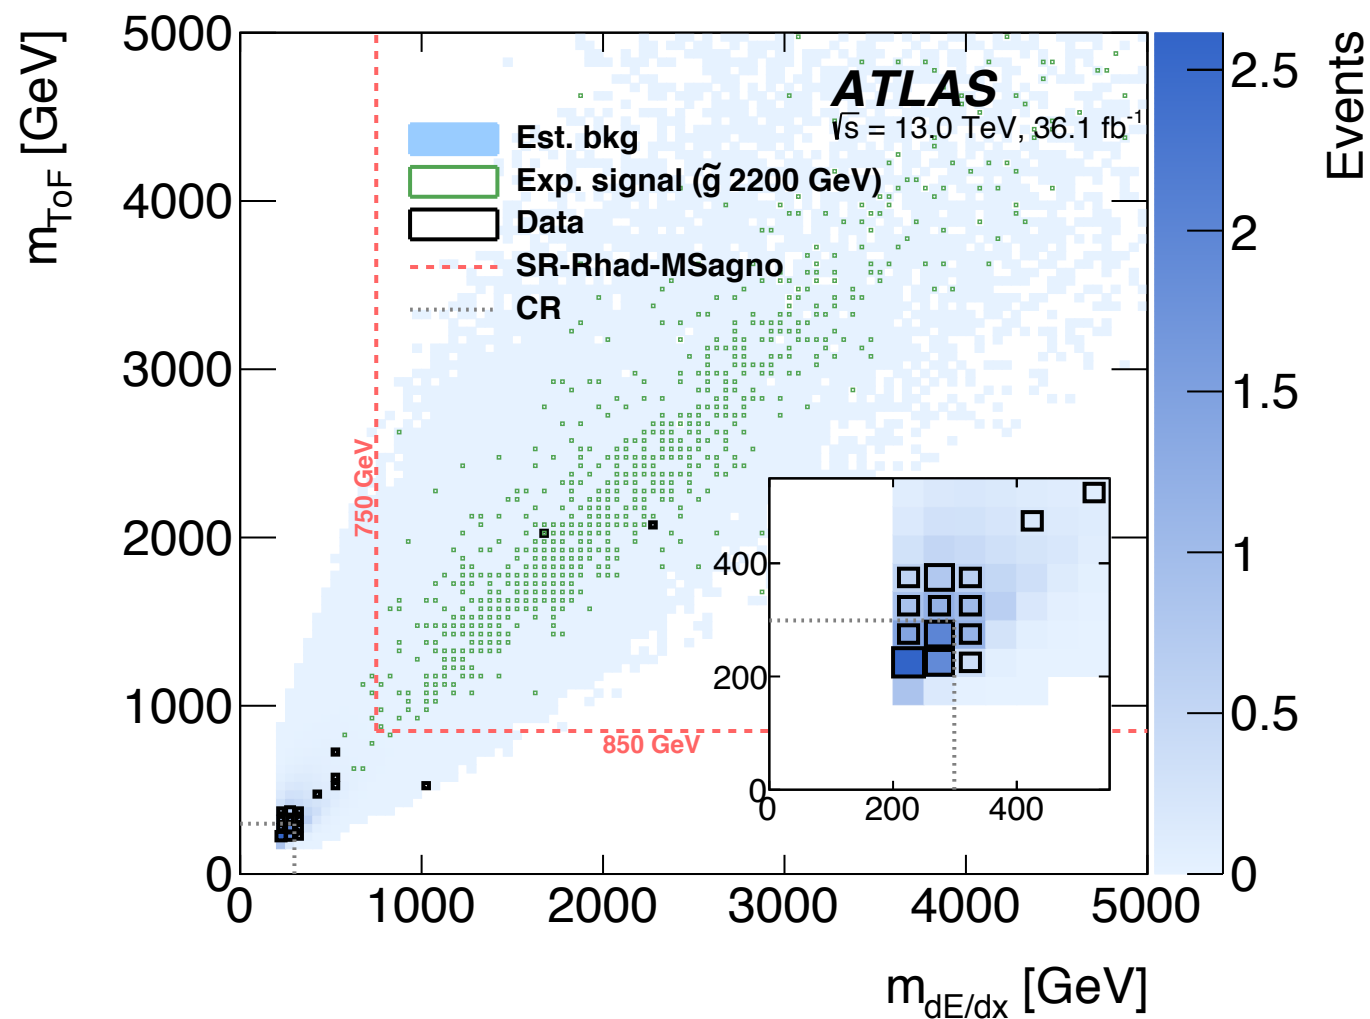 m_ToF [GeV]
5000
4000
3000
2000
1000
0
0
1000
2000
3000
4000
5000
m_dE/dx [GeV]
ATLAS
√s = 13.0 TeV, 36.1 fb⁻¹
Est. bkg
Exp. signal (g̃ 2200 GeV)
Data
SR-Rhad-MSagno
CR
750 GeV
850 GeV
400
200
0
0
200
400
Events
2.5
2
1.5
1
0.5
0